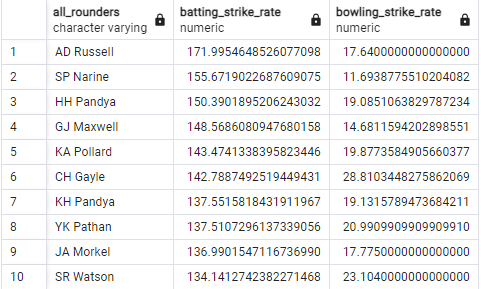 all_rounders batting_strike_rate bowling_strike_rate
character varying numeric numeric
1 AD Russell 171.9954648526077098 17.6400000000000000
2 SP Narine 155.6719022687609075 11.6938775510204082
3 HH Pandya 150.3901895206243032 19.0851063829787234
4 GJ Maxwell 148.5686080947680158 14.6811594202898551
5 KA Pollard 143.4741338395823446 19.8773584905660377
6 CH Gayle 142.7887492519449431 28.8103448275862069
7 KH Pandya 137.5515818431911967 19.1315789473684211
8 YK Pathan 137.5107296137339056 20.9909909909909910
9 JA Morkel 136.9901547116736990 17.7750000000000000
10 SR Watson 134.1412742382271468 23.1040000000000000